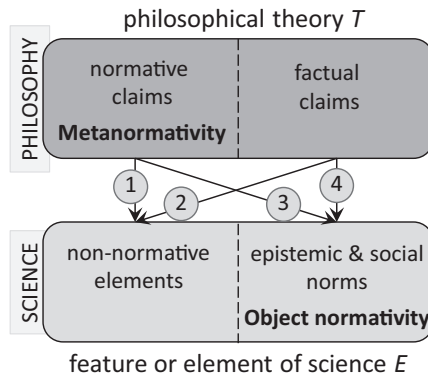 philosophical theory T
PHILOSOPHY
normative
claims
Metanormativity
factual
claims
1
2
3
4
SCIENCE
non-normative
elements
epistemic & social
norms
Object normativity
feature or element of science E